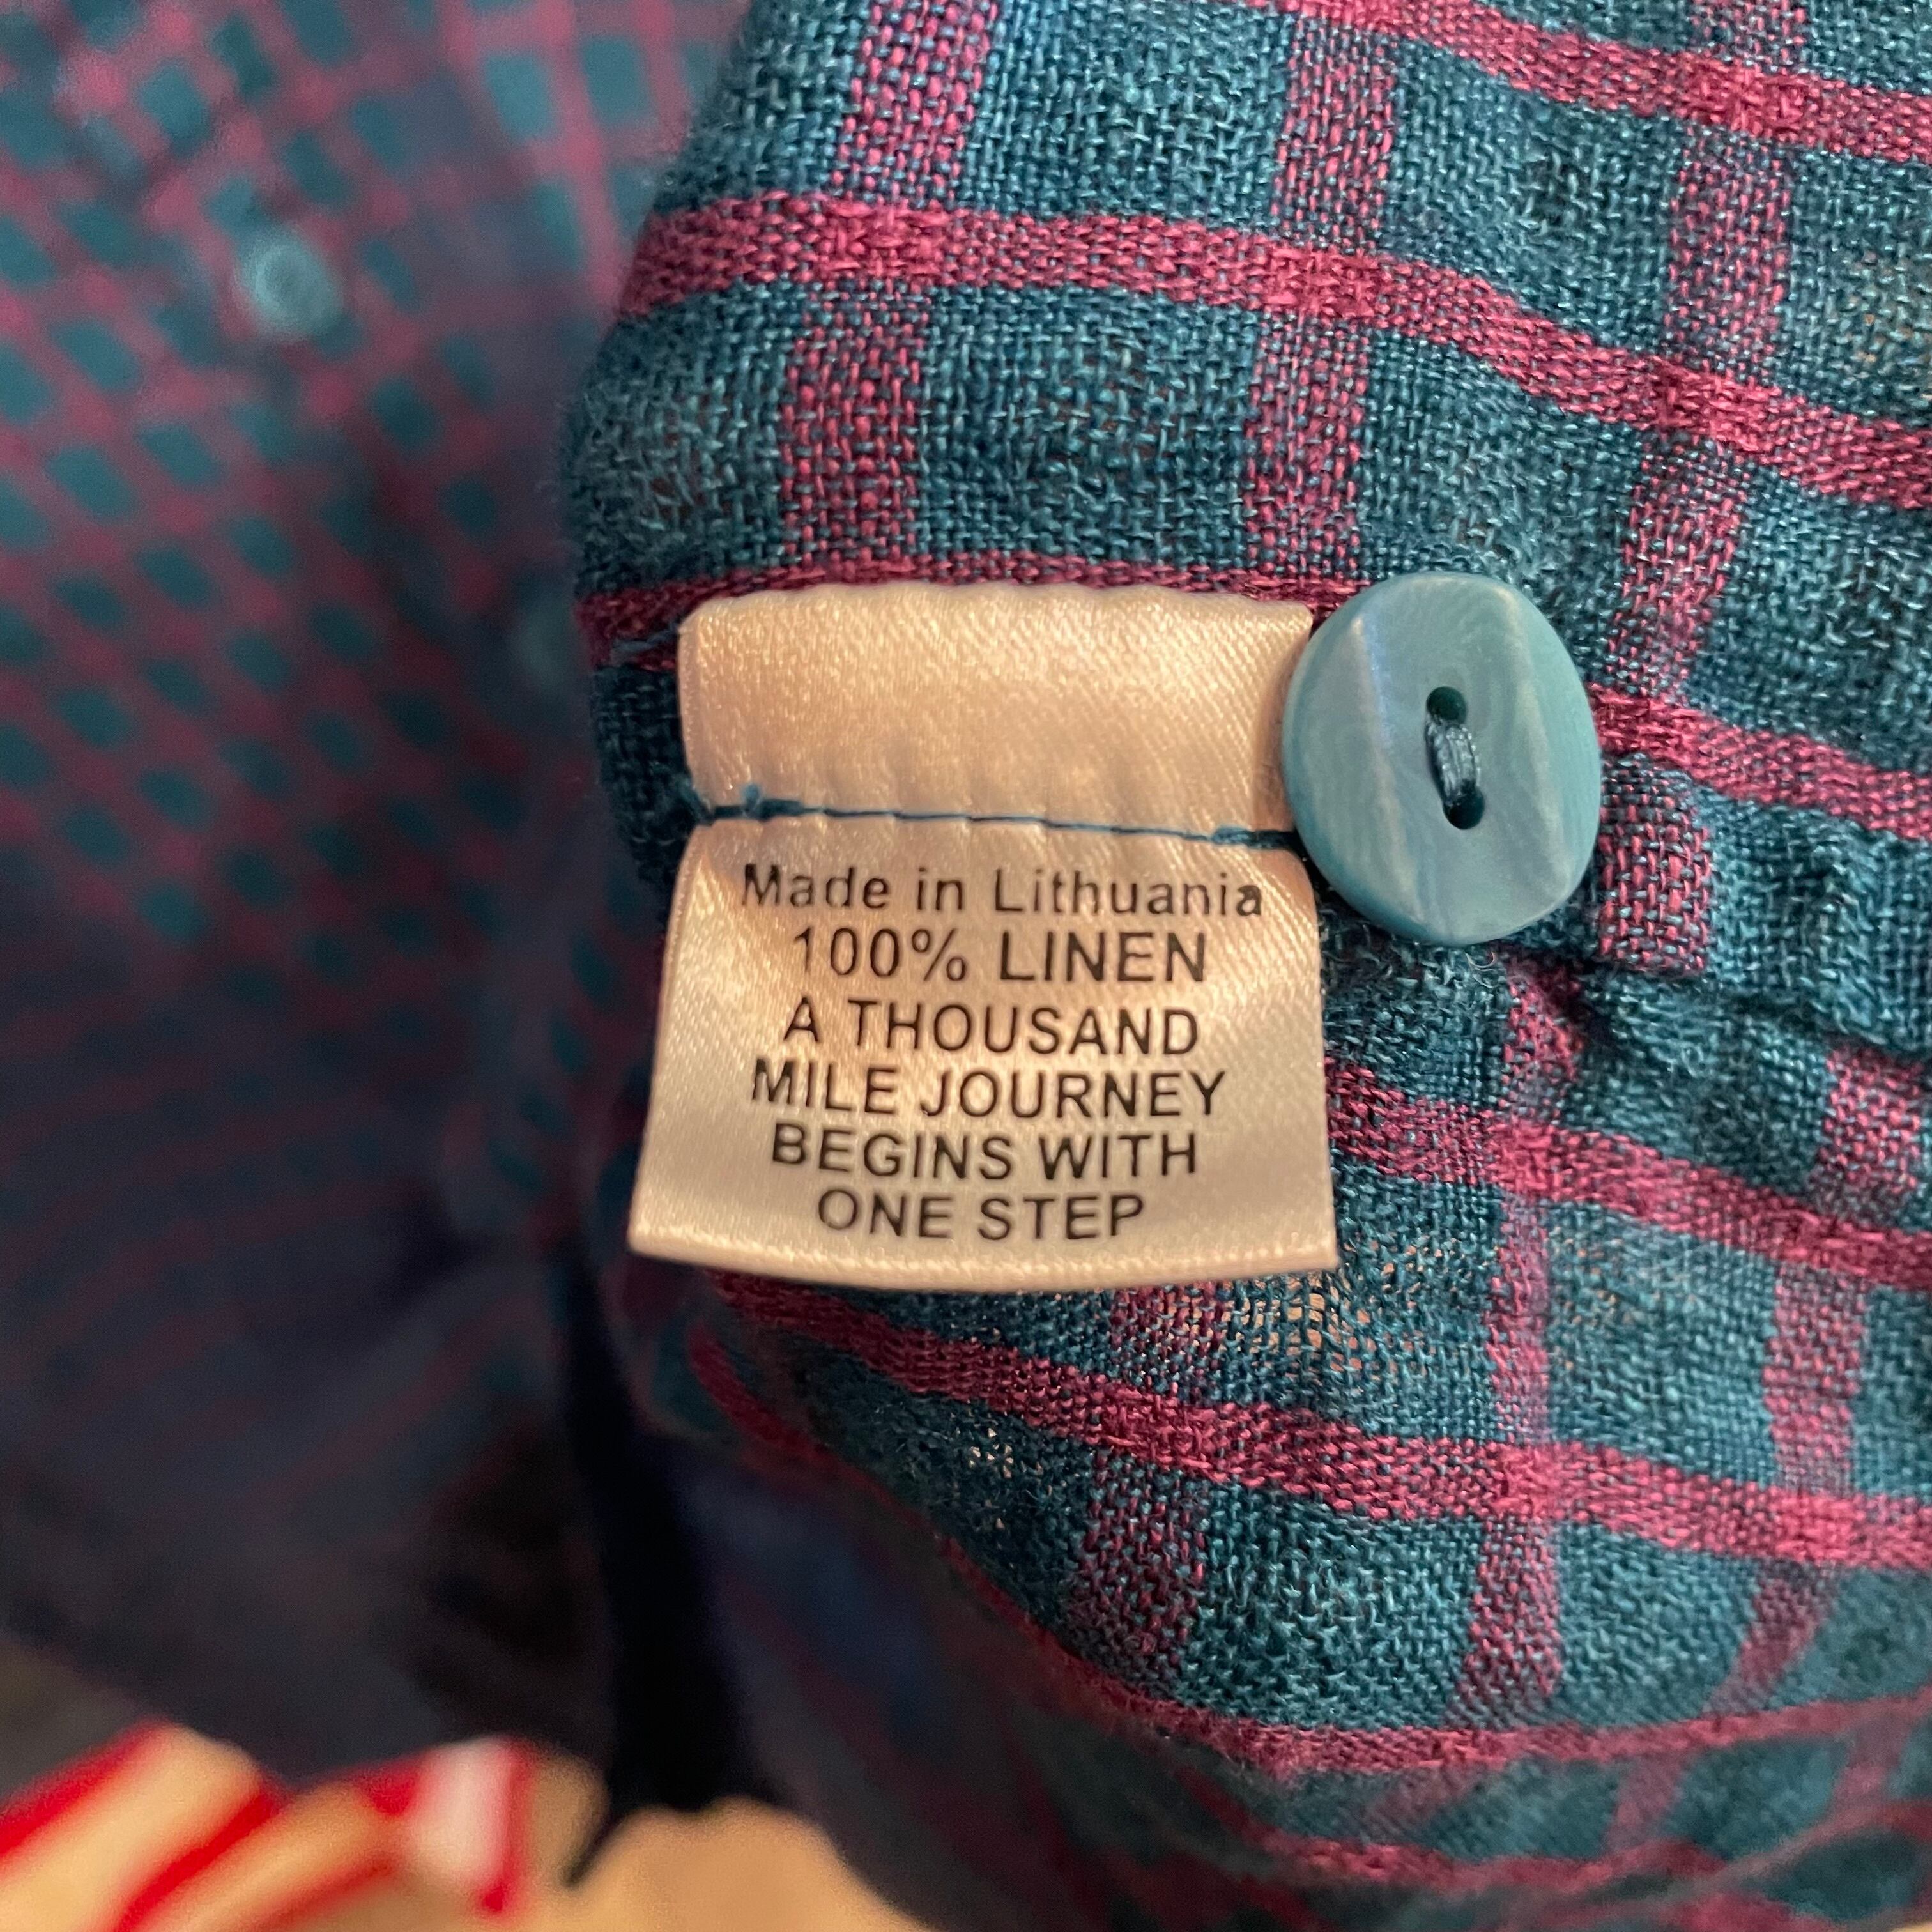 Made in Lithuania
100% LINEN
A THOUSAND
MILE JOURNEY
BEGINS WITH
ONE STEP